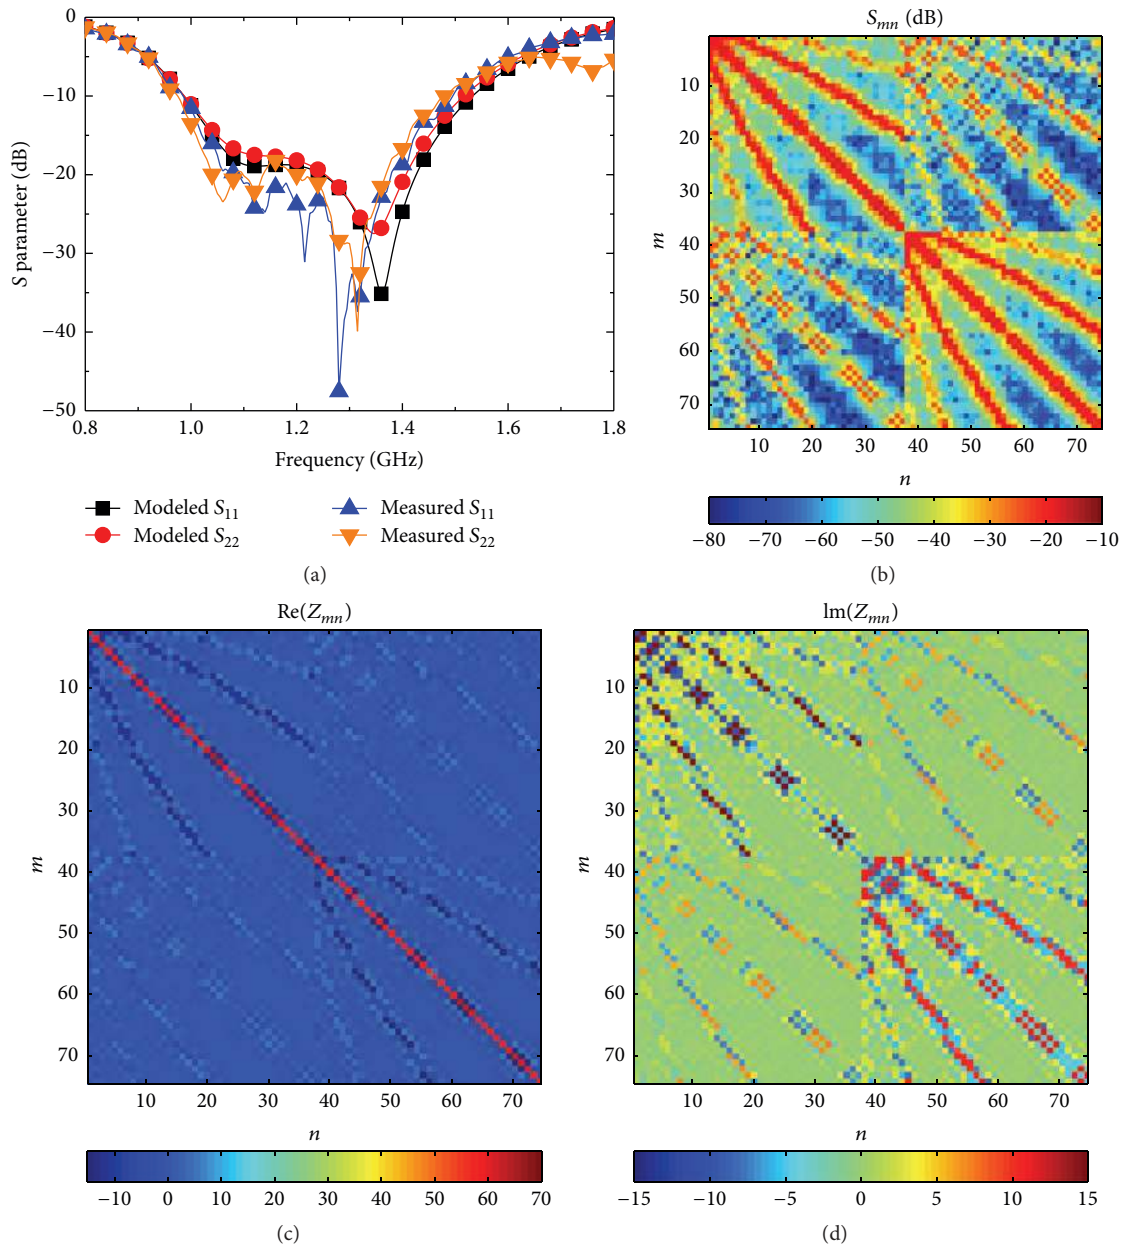 0
−10
−20
−30
−40
−50
S parameter (dB)
0.8 1.0 1.2 1.4 1.6 1.8
Frequency (GHz)
Modeled S11
Modeled S22
Measured S11
Measured S22
(a)
Smn (dB)
10
20
30
40
50
60
70
m
10 20 30 40 50 60 70
n
−80 −70 −60 −50 −40 −30 −20 −10
(b)
Re(Zmn)
10
20
30
40
50
60
70
m
10 20 30 40 50 60 70
n
−10 0 10 20 30 40 50 60 70
(c)
Im(Zmn)
10
20
30
40
50
60
70
m
10 20 30 40 50 60 70
n
−15 −10 −5 0 5 10 15
(d)